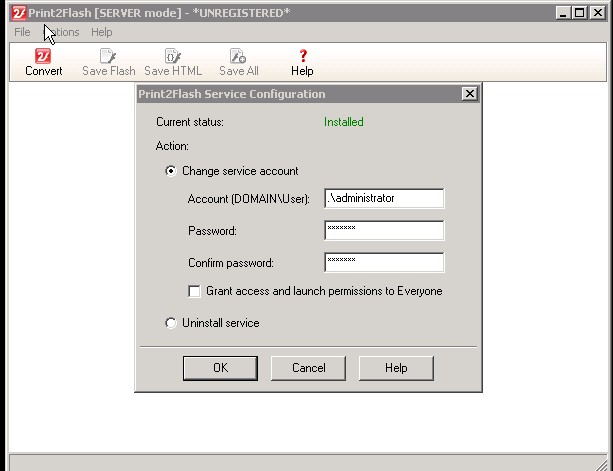 Print2Flash [SERVER mode] - *UNREGISTERED*
File Options Help
Convert Save Flash Save HTML Save All Help
Print2Flash Service Configuration
Current status: Installed
Action:
Change service account
Account (DOMAIN\User): .\administrator
Password: *******
Confirm password: *******
Grant access and launch permissions to Everyone
Uninstall service
OK Cancel Help